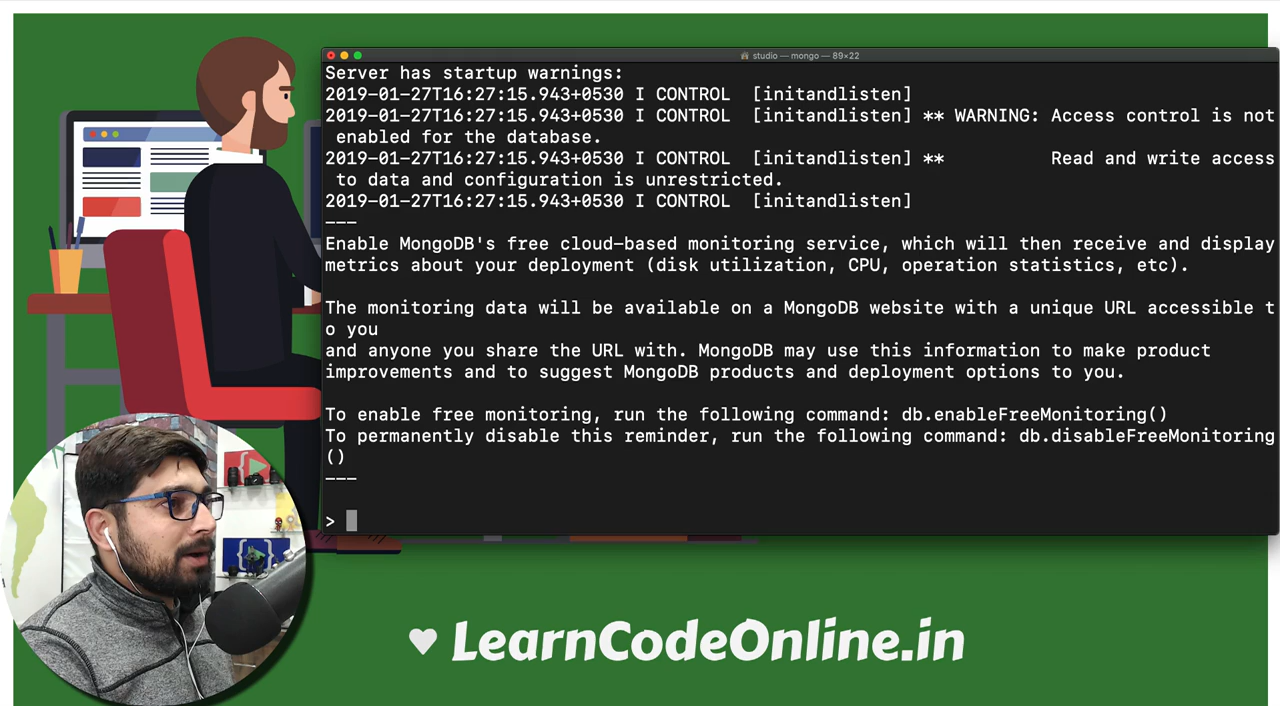 studio — mongo — 89×22
Server has startup warnings:
2019-01-27T16:27:15.943+0530 I CONTROL  [initandlisten]
2019-01-27T16:27:15.943+0530 I CONTROL  [initandlisten] ** WARNING: Access control is not
 enabled for the database.
2019-01-27T16:27:15.943+0530 I CONTROL  [initandlisten] **          Read and write access
 to data and configuration is unrestricted.
2019-01-27T16:27:15.943+0530 I CONTROL  [initandlisten]
---
Enable MongoDB's free cloud-based monitoring service, which will then receive and display
metrics about your deployment (disk utilization, CPU, operation statistics, etc).
The monitoring data will be available on a MongoDB website with a unique URL accessible t
o you
and anyone you share the URL with. MongoDB may use this information to make product
improvements and to suggest MongoDB products and deployment options to you.
To enable free monitoring, run the following command: db.enableFreeMonitoring()
To permanently disable this reminder, run the following command: db.disableFreeMonitoring
()
---
>
LearnCodeOnline.in